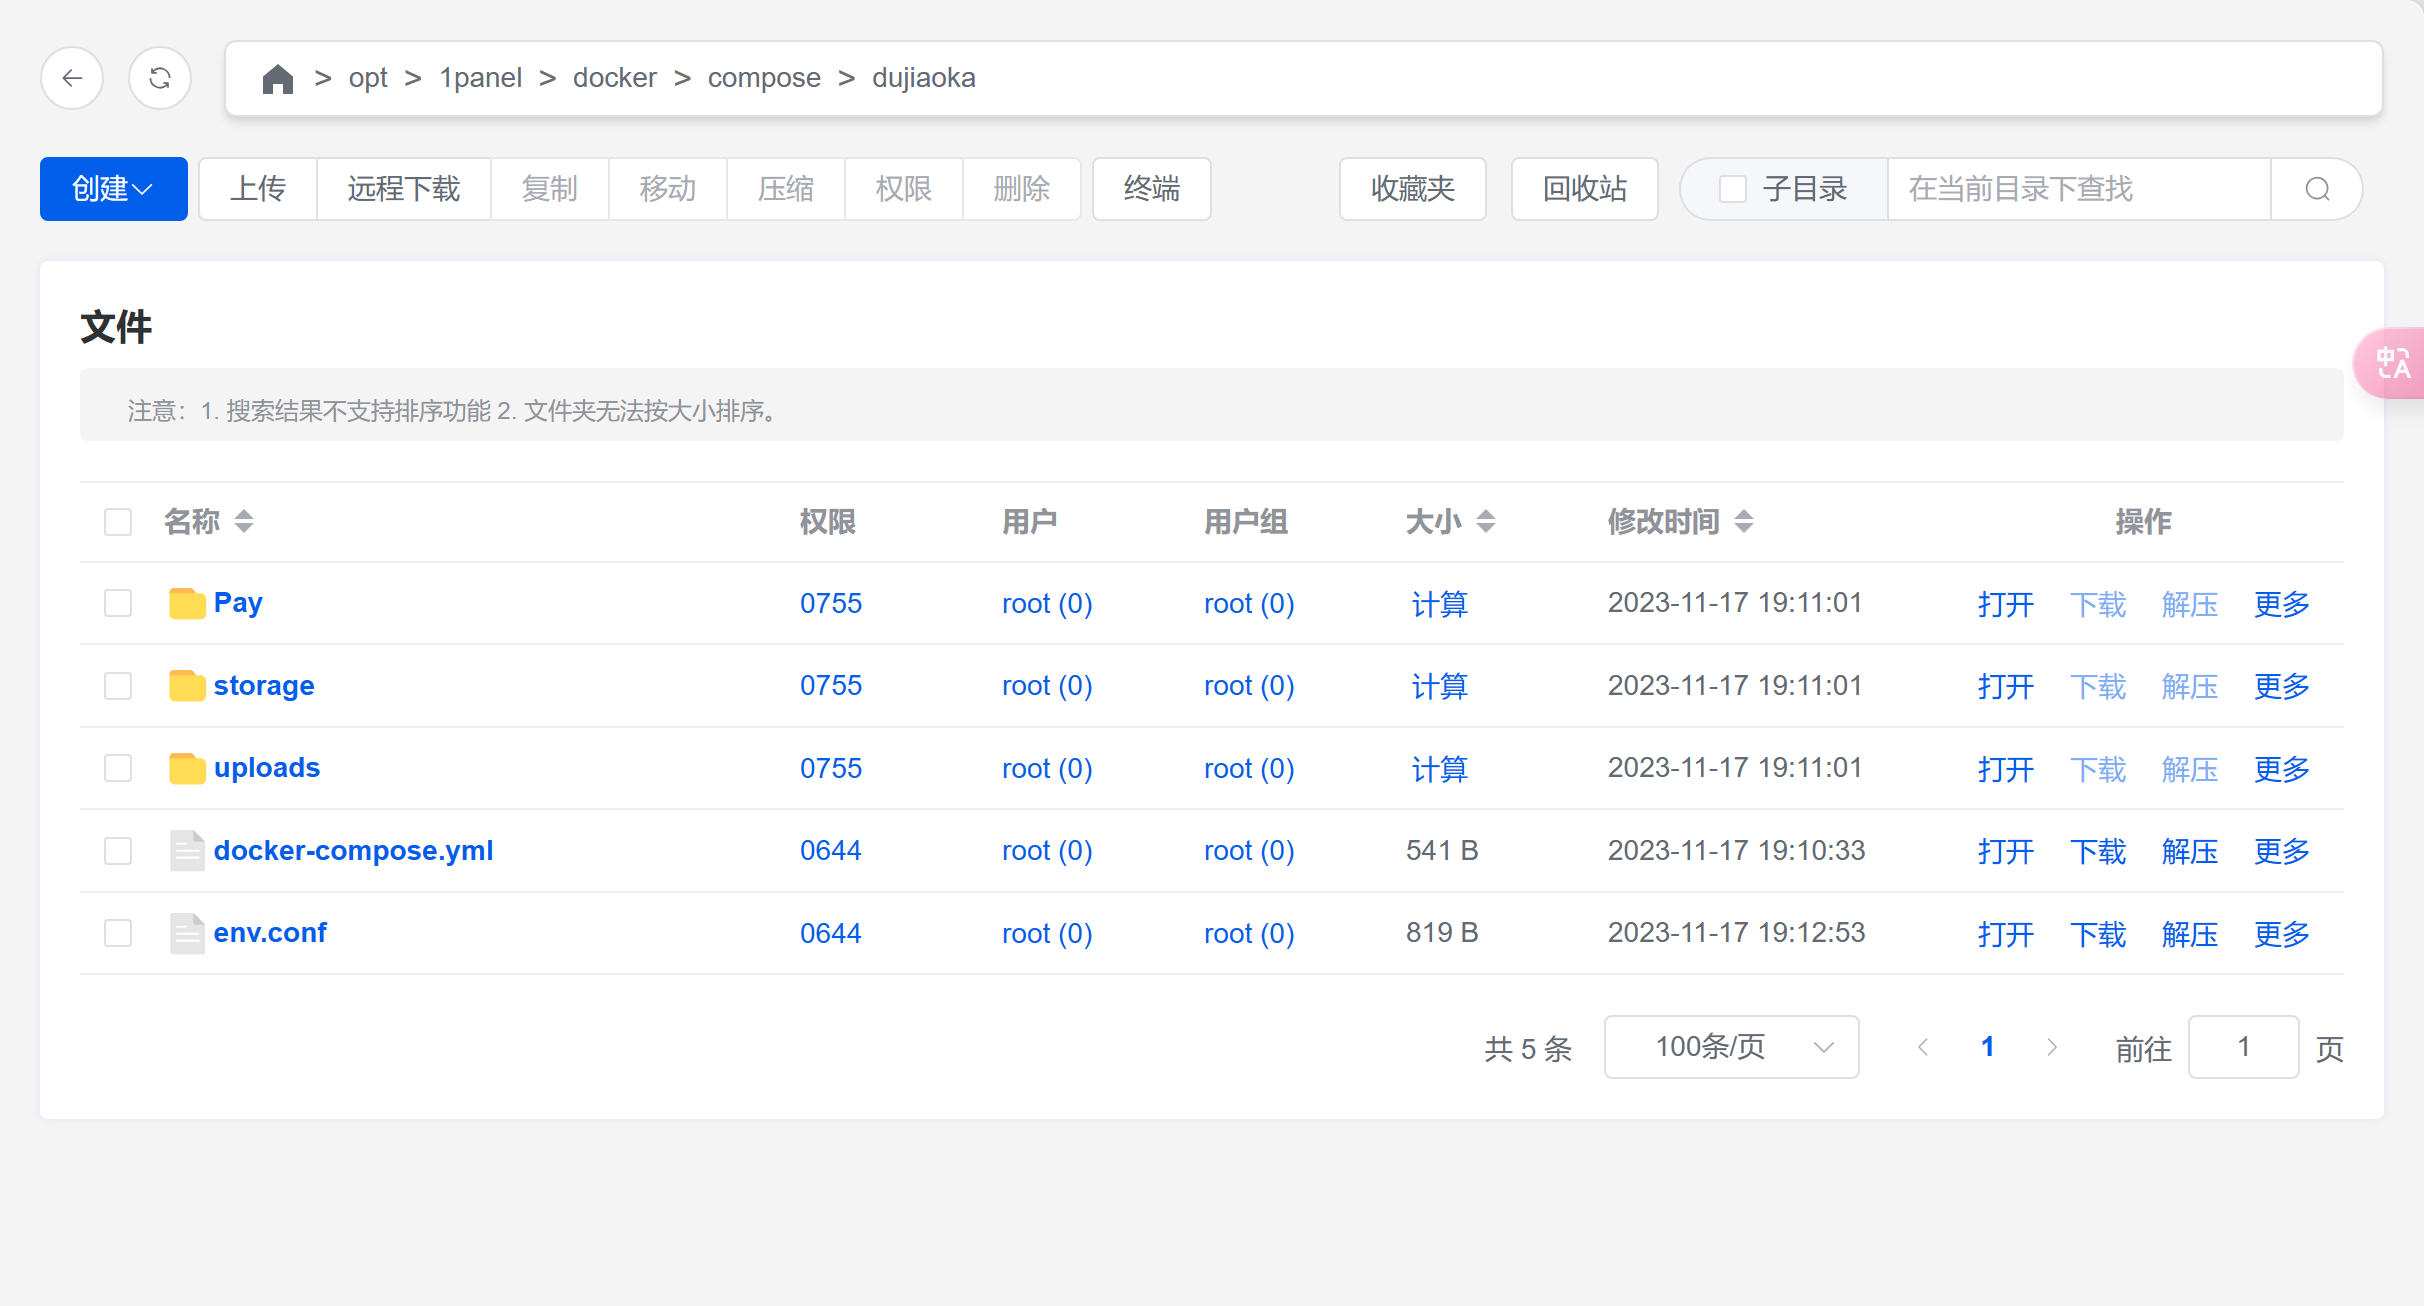 > opt > 1panel > docker > compose > dujiaoka
创建 上传 远程下载 复制 移动 压缩 权限 删除 终端 收藏夹 回收站 子目录 在当前目录下查找
文件
中A
注意：1. 搜索结果不支持排序功能 2. 文件夹无法按大小排序。
名称 权限 用户 用户组 大小 修改时间 操作
Pay 0755 root (0) root (0) 计算 2023-11-17 19:11:01 打开 下载 解压 更多
storage 0755 root (0) root (0) 计算 2023-11-17 19:11:01 打开 下载 解压 更多
uploads 0755 root (0) root (0) 计算 2023-11-17 19:11:01 打开 下载 解压 更多
docker-compose.yml 0644 root (0) root (0) 541 B 2023-11-17 19:10:33 打开 下载 解压 更多
env.conf 0644 root (0) root (0) 819 B 2023-11-17 19:12:53 打开 下载 解压 更多
共 5 条 100条/页 1 前往 1 页